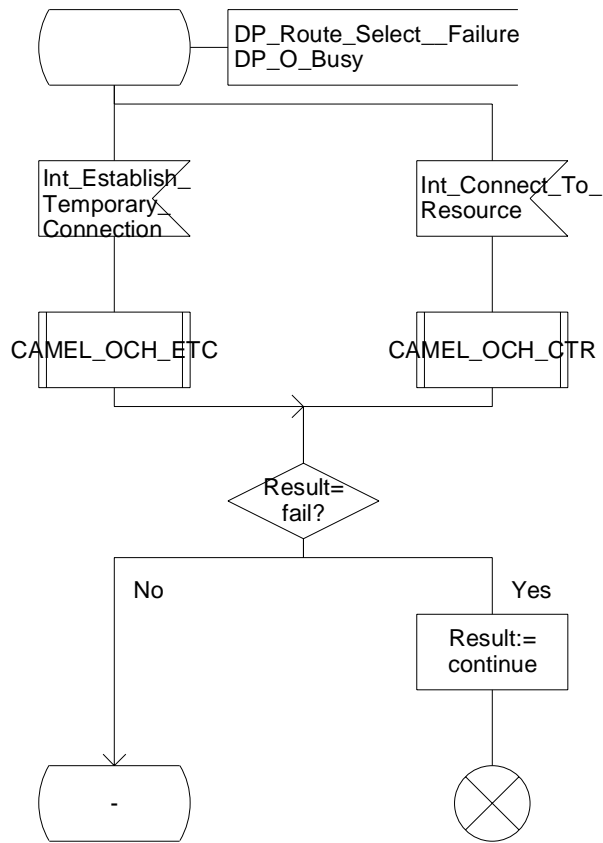 DP_Route_Select__Failure
DP_O_Busy
Int_Establish_
Temporary_
Connection
Int_Connect_To_
Resource
CAMEL_OCH_ETC
CAMEL_OCH_CTR
Result=
fail?
No
Yes
Result:=
continue
-